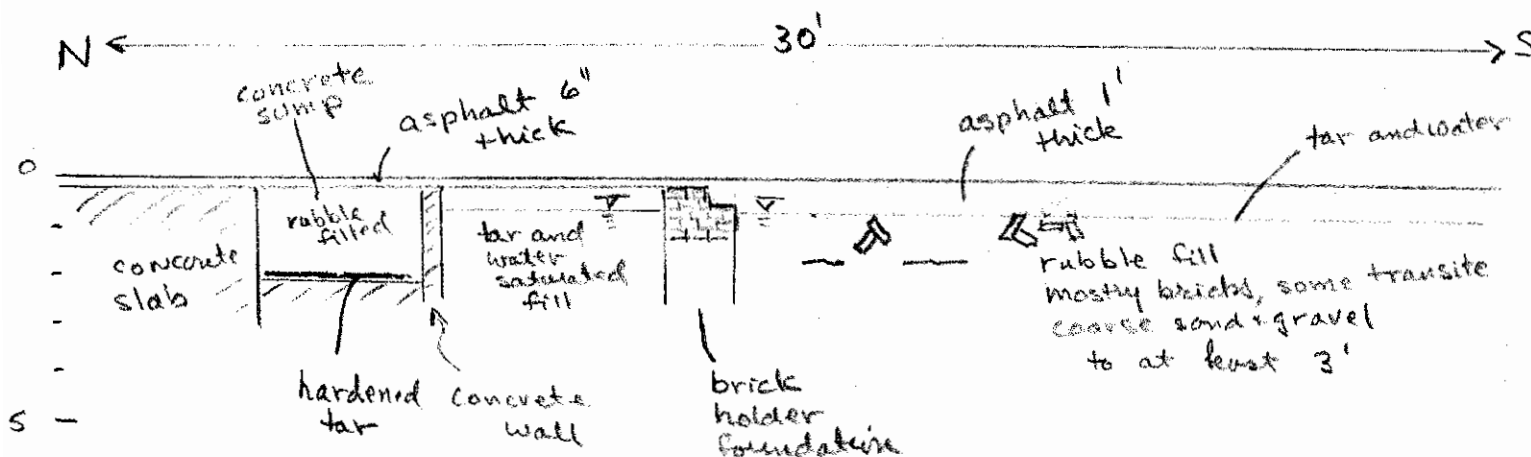 N 30' S
concrete
sump
asphalt 6"
thick
asphalt 1'
thick
tar and water
0
rubble
filled
concrete
slab
tar and
water
saturated
fill
rubble fill
mostly bricks, some transite
coarse sand & gravel
to at least 3'
hardened
tar
concrete
wall
brick
holder
foundation
5